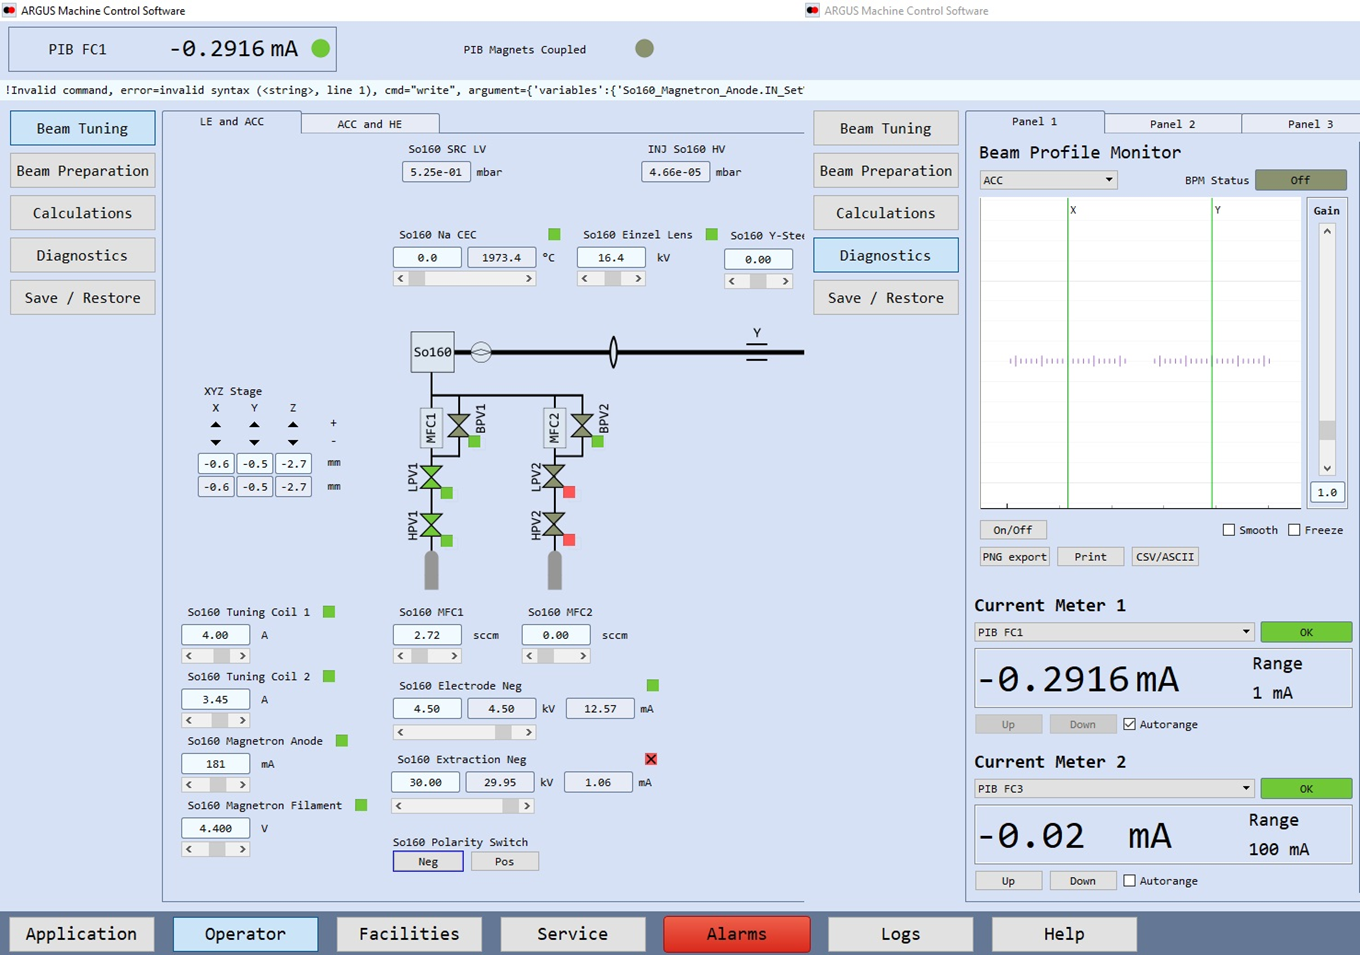 ARGUS Machine Control Software
ARGUS Machine Control Software
PIB FC1 -0.2916 mA
PIB Magnets Coupled
!Invalid command, error=invalid syntax (<string>, line 1), cmd="write", argument={'variables':{'So160_Magnetron_Anode.IN_Set
Beam Tuning
Beam Preparation
Calculations
Diagnostics
Save / Restore
LE and ACC
ACC and HE
So160 SRC LV
5.25e-01 mbar
INJ So160 HV
4.66e-05 mbar
So160 Na CEC
0.0 1973.4 °C
So160 Einzel Lens
16.4 kV
So160 Y-Stee
0.00
So160
Y
XYZ Stage
X Y Z
+
-
-0.6 -0.5 -2.7 mm
-0.6 -0.5 -2.7 mm
MFC1
BPV1
MFC2
BPV2
LPV1
LPV2
HPV1
HPV2
So160 Tuning Coil 1
4.00 A
So160 Tuning Coil 2
3.45 A
So160 Magnetron Anode
181 mA
So160 Magnetron Filament
4.400 V
So160 MFC1
2.72 sccm
So160 MFC2
0.00 sccm
So160 Electrode Neg
4.50 4.50 kV 12.57 mA
So160 Extraction Neg
30.00 29.95 kV 1.06 mA
So160 Polarity Switch
Neg Pos
Beam Tuning
Beam Preparation
Calculations
Diagnostics
Save / Restore
Panel 1
Panel 2
Panel 3
Beam Profile Monitor
ACC
BPM Status Off
X
Y
Gain
1.0
On/Off
Smooth
Freeze
PNG export
Print
CSV/ASCII
Current Meter 1
PIB FC1
OK
-0.2916 mA
Range
1 mA
Up
Down
Autorange
Current Meter 2
PIB FC3
OK
-0.02 mA
Range
100 mA
Up
Down
Autorange
Application
Operator
Facilities
Service
Alarms
Logs
Help